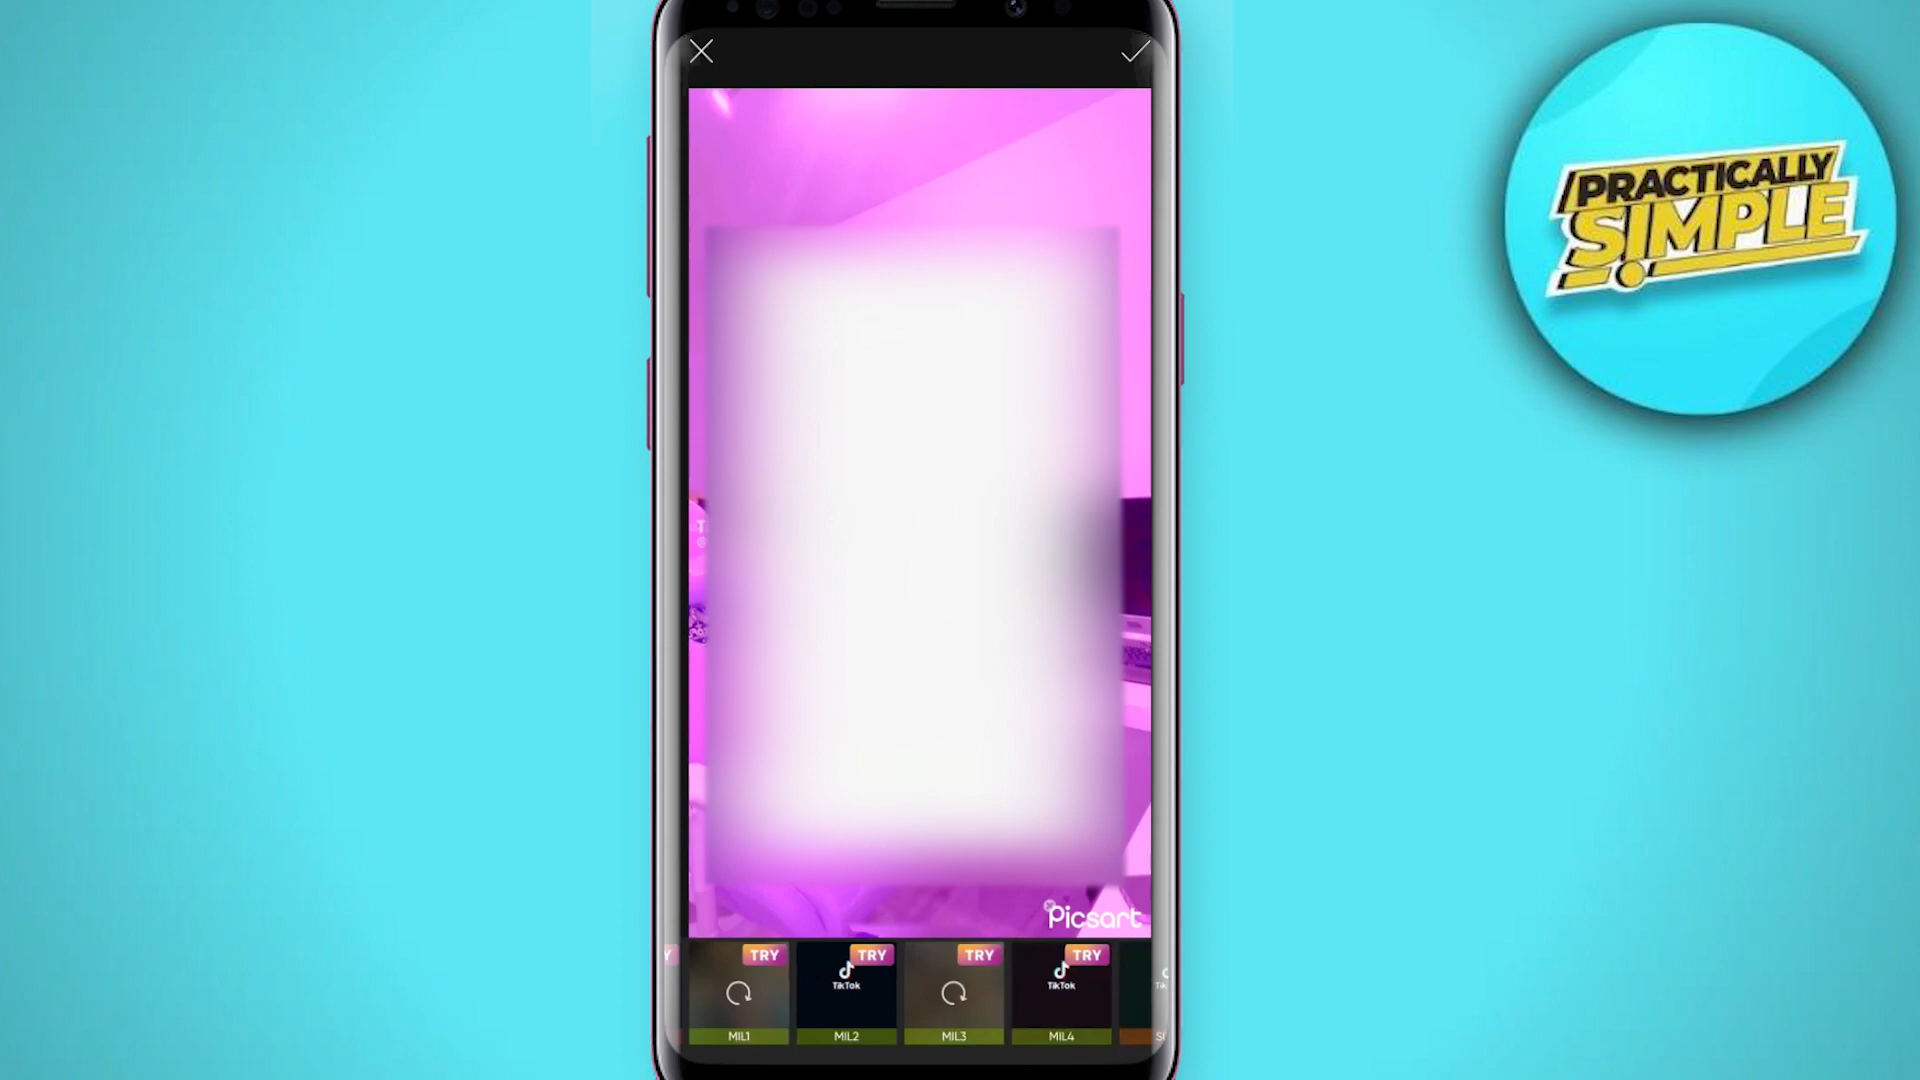 PRACTICALLY
SIMPLE
T
@
Picsart
TRY
TRY
TRY
TRY
TikTok
TikTok
MIL1
MIL2
MIL3
MIL4